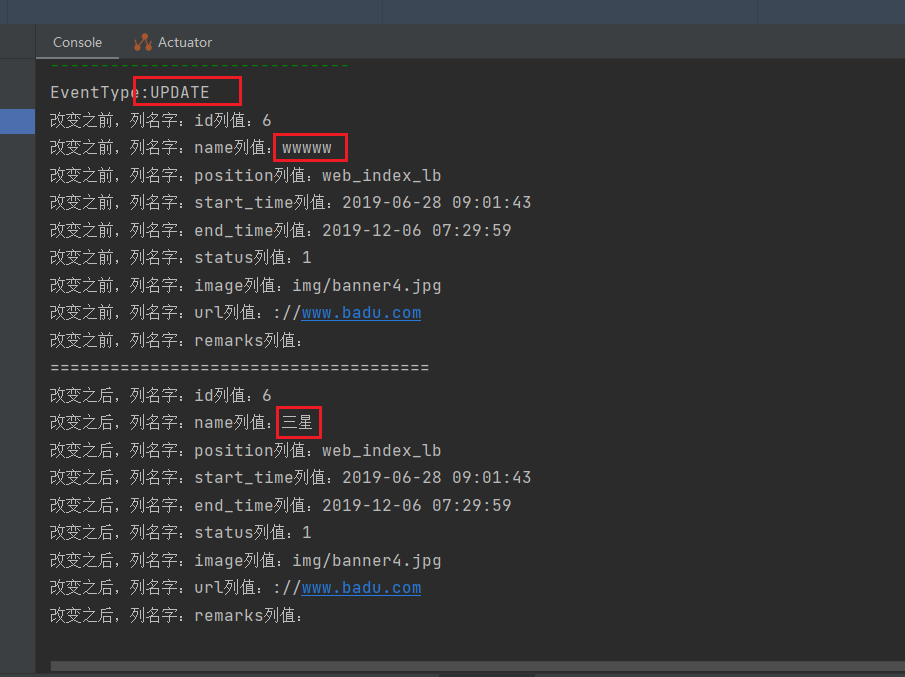 Console Actuator
------------------------------
EventType:UPDATE
改变之前，列名字：id列值：6
改变之前，列名字：name列值：wwwww
改变之前，列名字：position列值：web_index_lb
改变之前，列名字：start_time列值：2019-06-28 09:01:43
改变之前，列名字：end_time列值：2019-12-06 07:29:59
改变之前，列名字：status列值：1
改变之前，列名字：image列值：img/banner4.jpg
改变之前，列名字：url列值：://www.badu.com
改变之前，列名字：remarks列值：
======================================
改变之后，列名字：id列值：6
改变之后，列名字：name列值：三星
改变之后，列名字：position列值：web_index_lb
改变之后，列名字：start_time列值：2019-06-28 09:01:43
改变之后，列名字：end_time列值：2019-12-06 07:29:59
改变之后，列名字：status列值：1
改变之后，列名字：image列值：img/banner4.jpg
改变之后，列名字：url列值：://www.badu.com
改变之后，列名字：remarks列值：